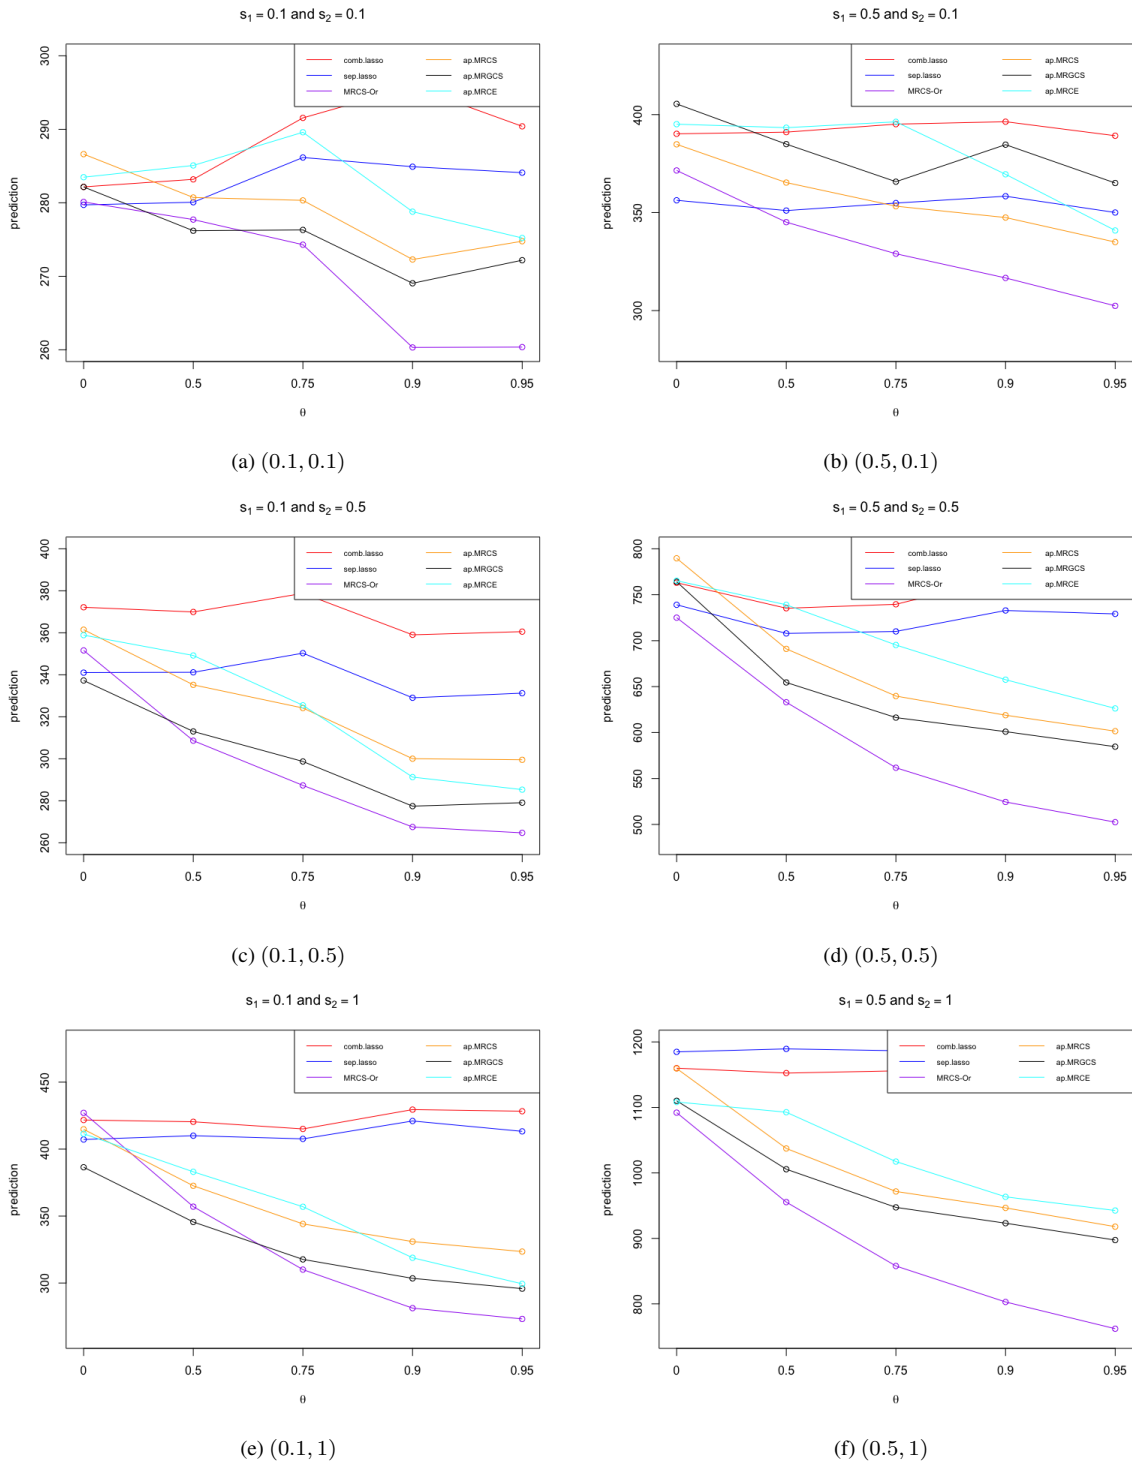 s1 = 0.1 and s2 = 0.1
300
290
280
270
260
prediction
comb.lasso
sep.lasso
MRCS-Or
ap.MRCS
ap.MRGCS
ap.MRCE
0 0.5 0.75 0.9 0.95
θ
(a) (0.1, 0.1)
s1 = 0.5 and s2 = 0.1
400
350
300
prediction
comb.lasso
sep.lasso
MRCS-Or
ap.MRCS
ap.MRGCS
ap.MRCE
0 0.5 0.75 0.9 0.95
θ
(b) (0.5, 0.1)
s1 = 0.1 and s2 = 0.5
400
380
360
340
320
300
280
260
prediction
comb.lasso
sep.lasso
MRCS-Or
ap.MRCS
ap.MRGCS
ap.MRCE
0 0.5 0.75 0.9 0.95
θ
(c) (0.1, 0.5)
s1 = 0.5 and s2 = 0.5
800
750
700
650
600
550
500
prediction
comb.lasso
sep.lasso
MRCS-Or
ap.MRCS
ap.MRGCS
ap.MRCE
0 0.5 0.75 0.9 0.95
θ
(d) (0.5, 0.5)
s1 = 0.1 and s2 = 1
450
400
350
300
prediction
comb.lasso
sep.lasso
MRCS-Or
ap.MRCS
ap.MRGCS
ap.MRCE
0 0.5 0.75 0.9 0.95
θ
(e) (0.1, 1)
s1 = 0.5 and s2 = 1
1200
1100
1000
900
800
prediction
comb.lasso
sep.lasso
MRCS-Or
ap.MRCS
ap.MRGCS
ap.MRCE
0 0.5 0.75 0.9 0.95
θ
(f) (0.5, 1)